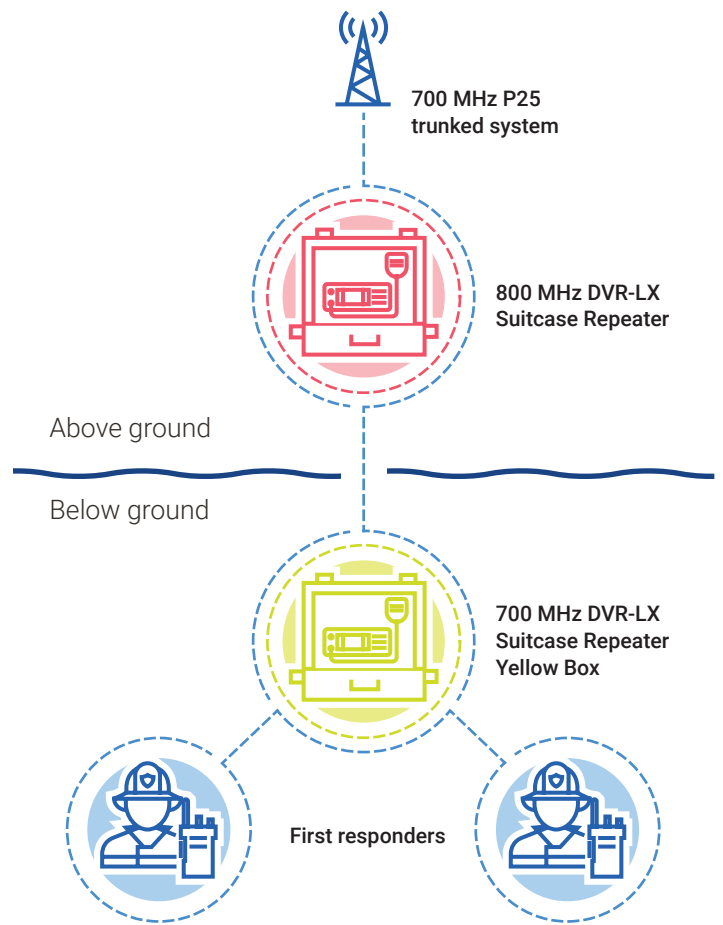 700 MHz P25
trunked system
800 MHz DVR-LX
Suitcase Repeater
Above ground
Below ground
700 MHz DVR-LX
Suitcase Repeater
Yellow Box
First responders